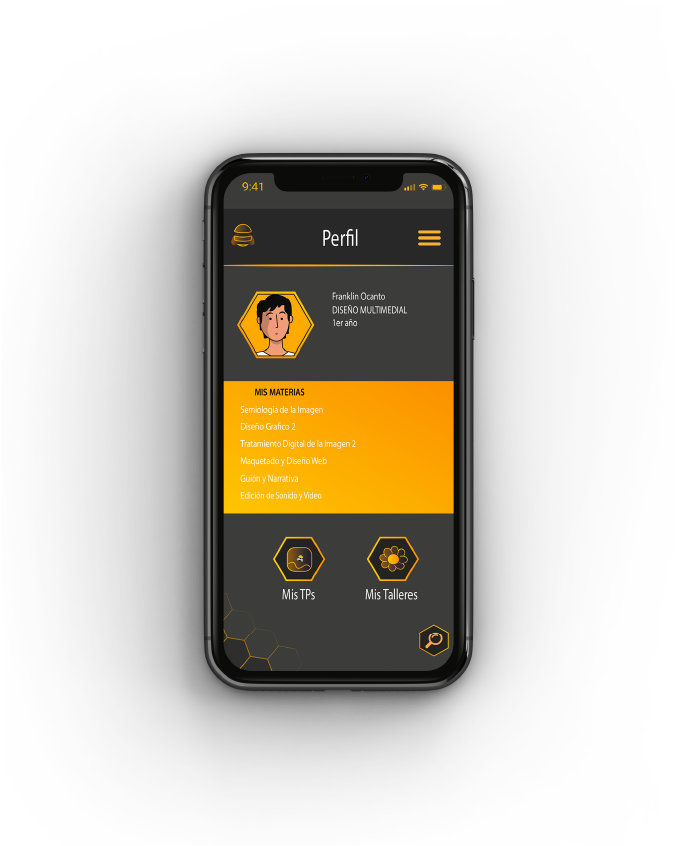 9:41
Perfil
Franklin Ocanto
DISEÑO MULTIMEDIAL
1er año
MIS MATERIAS
Semiologia de la Imagen
Diseño Grafico 2
Tratamiento Digital de la Imagen 2
Maquetado y Diseño Web
Guión y Narrativa
Edición de Sonido y Video
Mis TPs
Mis Talleres